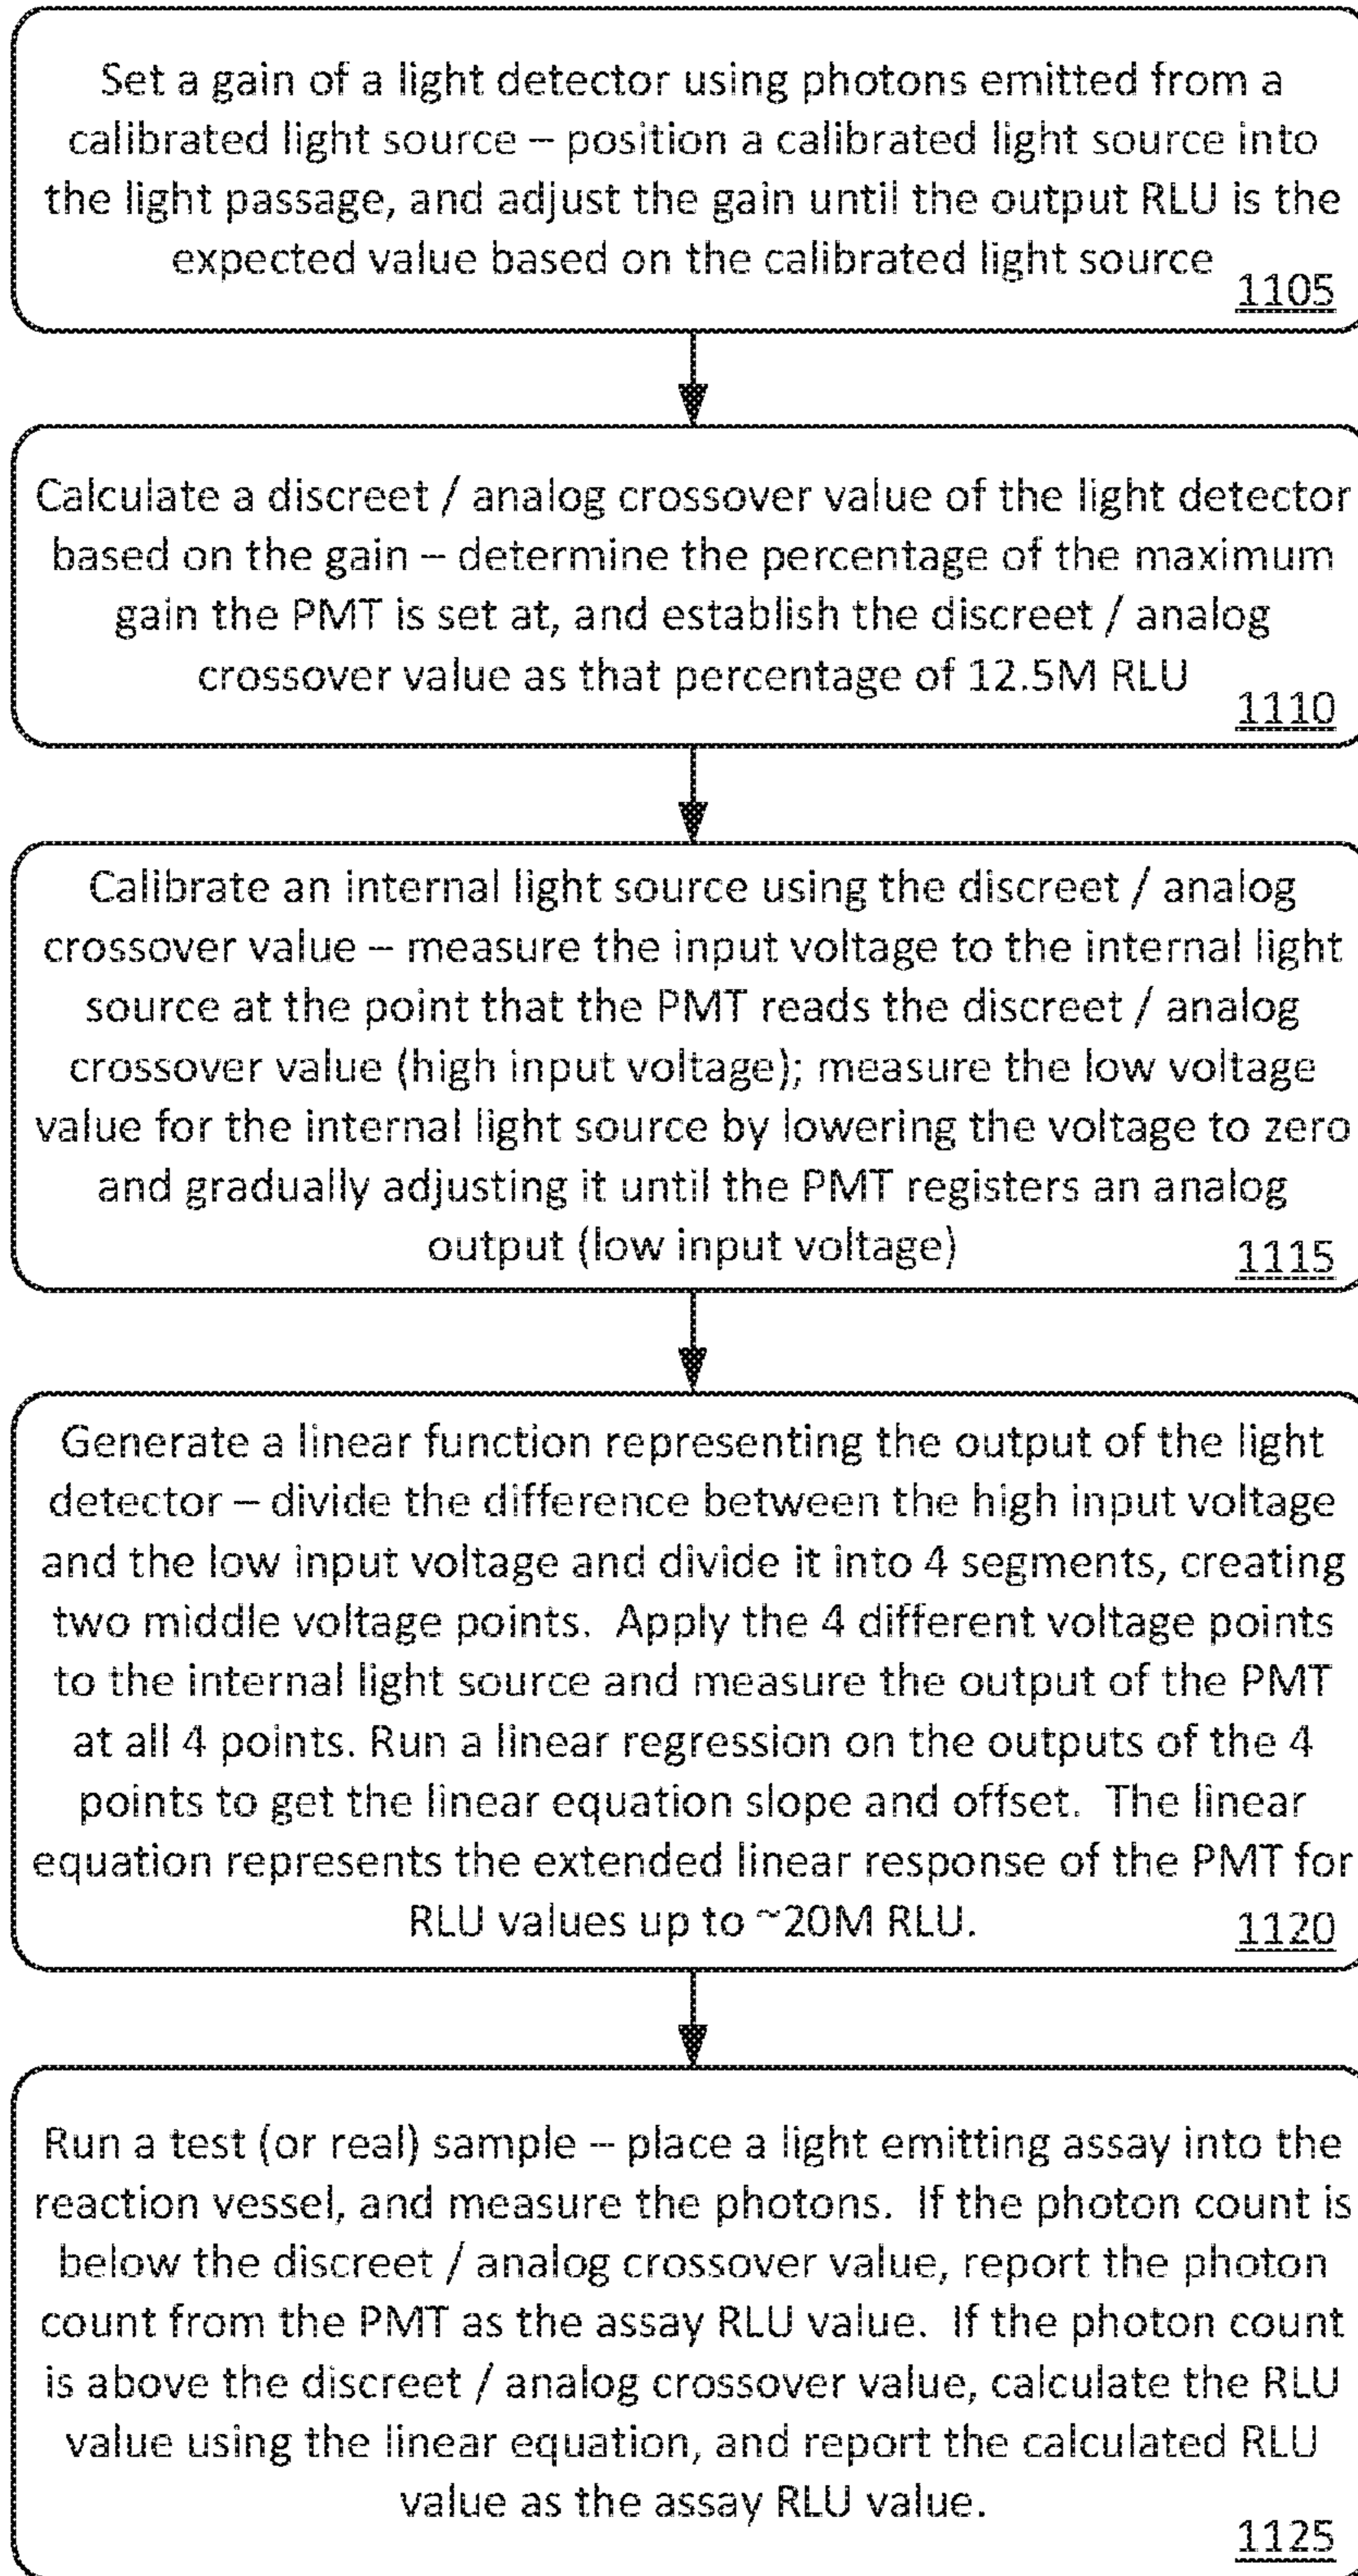 Set a gain of a light detector using photons emitted from a
calibrated light source – position a calibrated light source into
the light passage, and adjust the gain until the output RLU is the
expected value based on the calibrated light source
1105
Calculate a discreet / analog crossover value of the light detector
based on the gain – determine the percentage of the maximum
gain the PMT is set at, and establish the discreet / analog
crossover value as that percentage of 12.5M RLU
1110
Calibrate an internal light source using the discreet / analog
crossover value – measure the input voltage to the internal light
source at the point that the PMT reads the discreet / analog
crossover value (high input voltage); measure the low voltage
value for the internal light source by lowering the voltage to zero
and gradually adjusting it until the PMT registers an analog
output (low input voltage)
1115
Generate a linear function representing the output of the light
detector – divide the difference between the high input voltage
and the low input voltage and divide it into 4 segments, creating
two middle voltage points. Apply the 4 different voltage points
to the internal light source and measure the output of the PMT
at all 4 points. Run a linear regression on the outputs of the 4
points to get the linear equation slope and offset. The linear
equation represents the extended linear response of the PMT for
RLU values up to ~20M RLU.
1120
Run a test (or real) sample – place a light emitting assay into the
reaction vessel, and measure the photons. If the photon count is
below the discreet / analog crossover value, report the photon
count from the PMT as the assay RLU value. If the photon count
is above the discreet / analog crossover value, calculate the RLU
value using the linear equation, and report the calculated RLU
value as the assay RLU value.
1125